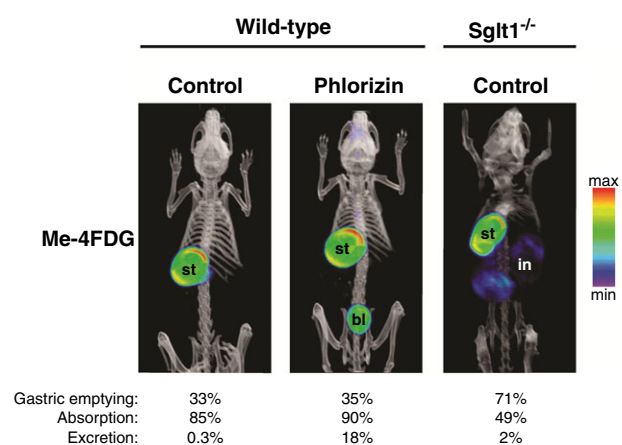 Wild-type Sglt1-/-
Control Phlorizin Control
max
Me-4FDG
st st st
in
min
bl
Gastric emptying: 33% 35% 71%
Absorption: 85% 90% 49%
Excretion: 0.3% 18% 2%